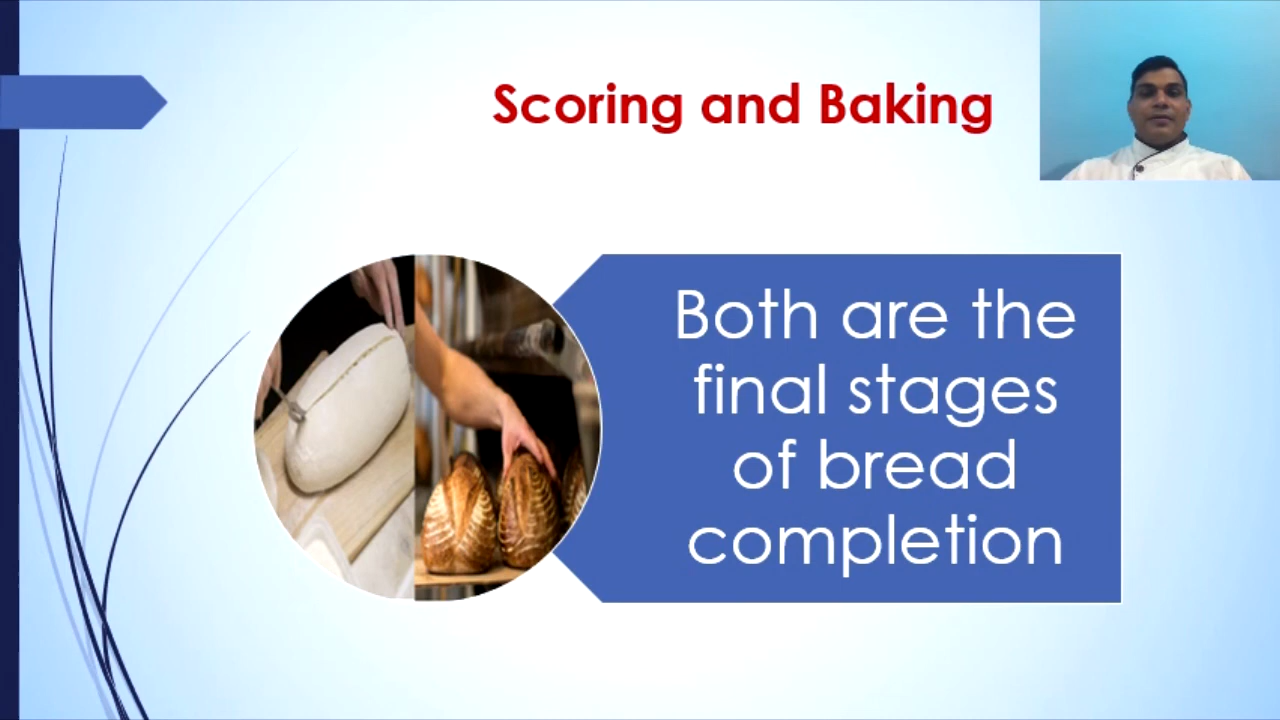 Scoring and Baking
Both are the
final stages
of bread
completion